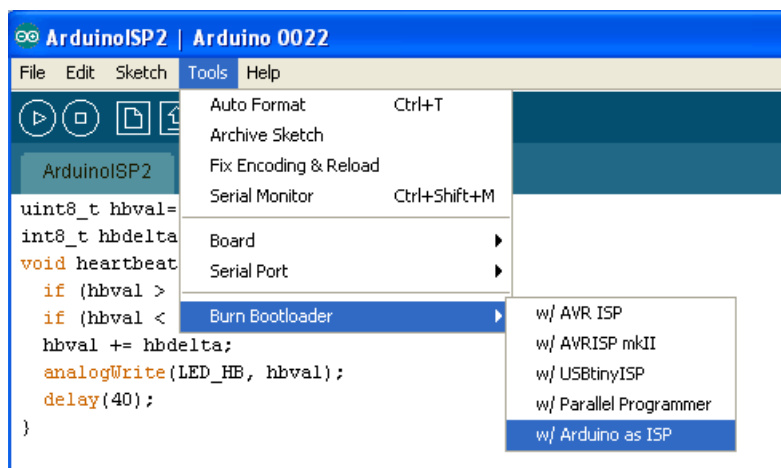 ArduinoISP2 | Arduino 0022
File Edit Sketch Tools Help
Auto Format Ctrl+T
Archive Sketch
Fix Encoding & Reload
Serial Monitor Ctrl+Shift+M
Board
Serial Port
Burn Bootloader
w/ AVR ISP
w/ AVRISP mkII
w/ USBtinyISP
w/ Parallel Programmer
w/ Arduino as ISP
ArduinoISP2
uint8_t hbval=
int8_t hbdelta
void heartbeat
if (hbval >
if (hbval <
hbval += hbdelta;
analogWrite(LED_HB, hbval);
delay(40);
}